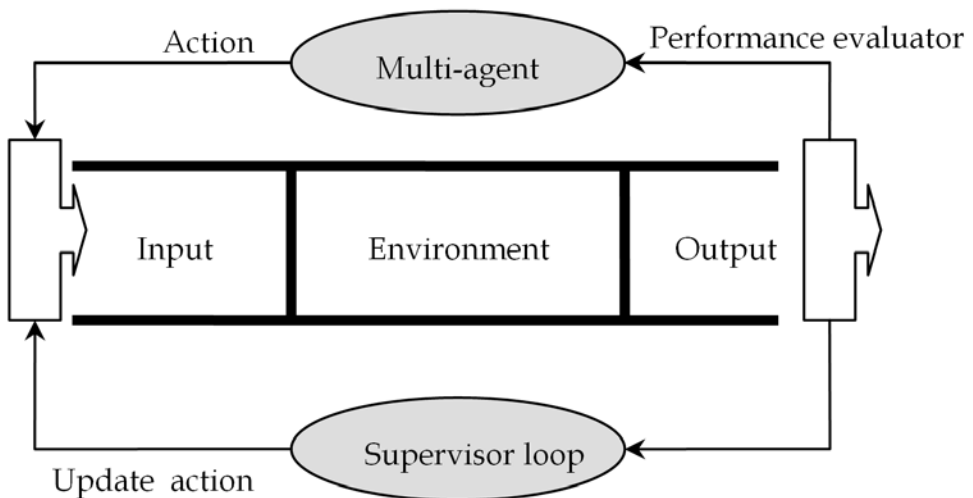 Action
Multi-agent
Performance evaluator
Input
Environment
Output
Supervisor loop
Update action